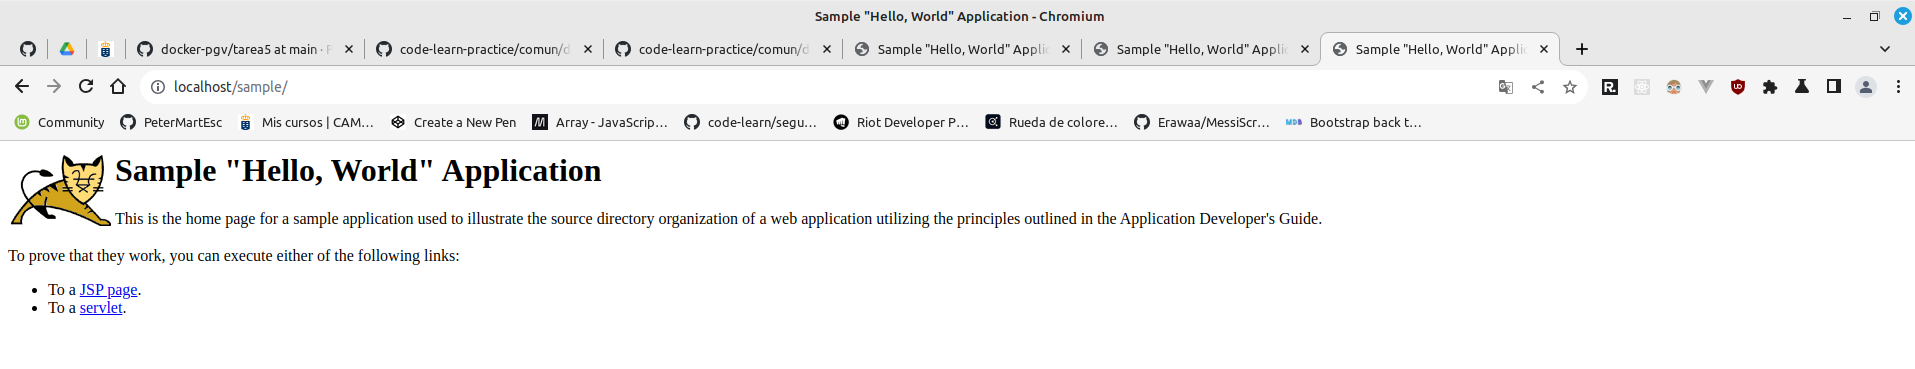 Sample "Hello, World" Application - Chromium
docker-pgv/tarea5 at main ·
code-learn-practice/comun/d
code-learn-practice/comun/d
Sample "Hello, World" Applic
Sample "Hello, World" Applic
Sample "Hello, World" Applic
localhost/sample/
Community
PeterMartEsc
Mis cursos | CAM...
Create a New Pen
Array - JavaScrip...
code-learn/segu...
Riot Developer P...
Rueda de colore...
Erawaa/MessiScr...
MDB Bootstrap back t...
Sample "Hello, World" Application
This is the home page for a sample application used to illustrate the source directory organization of a web application utilizing the principles outlined in the Application Developer's Guide.
To prove that they work, you can execute either of the following links:
• To a JSP page.
• To a servlet.